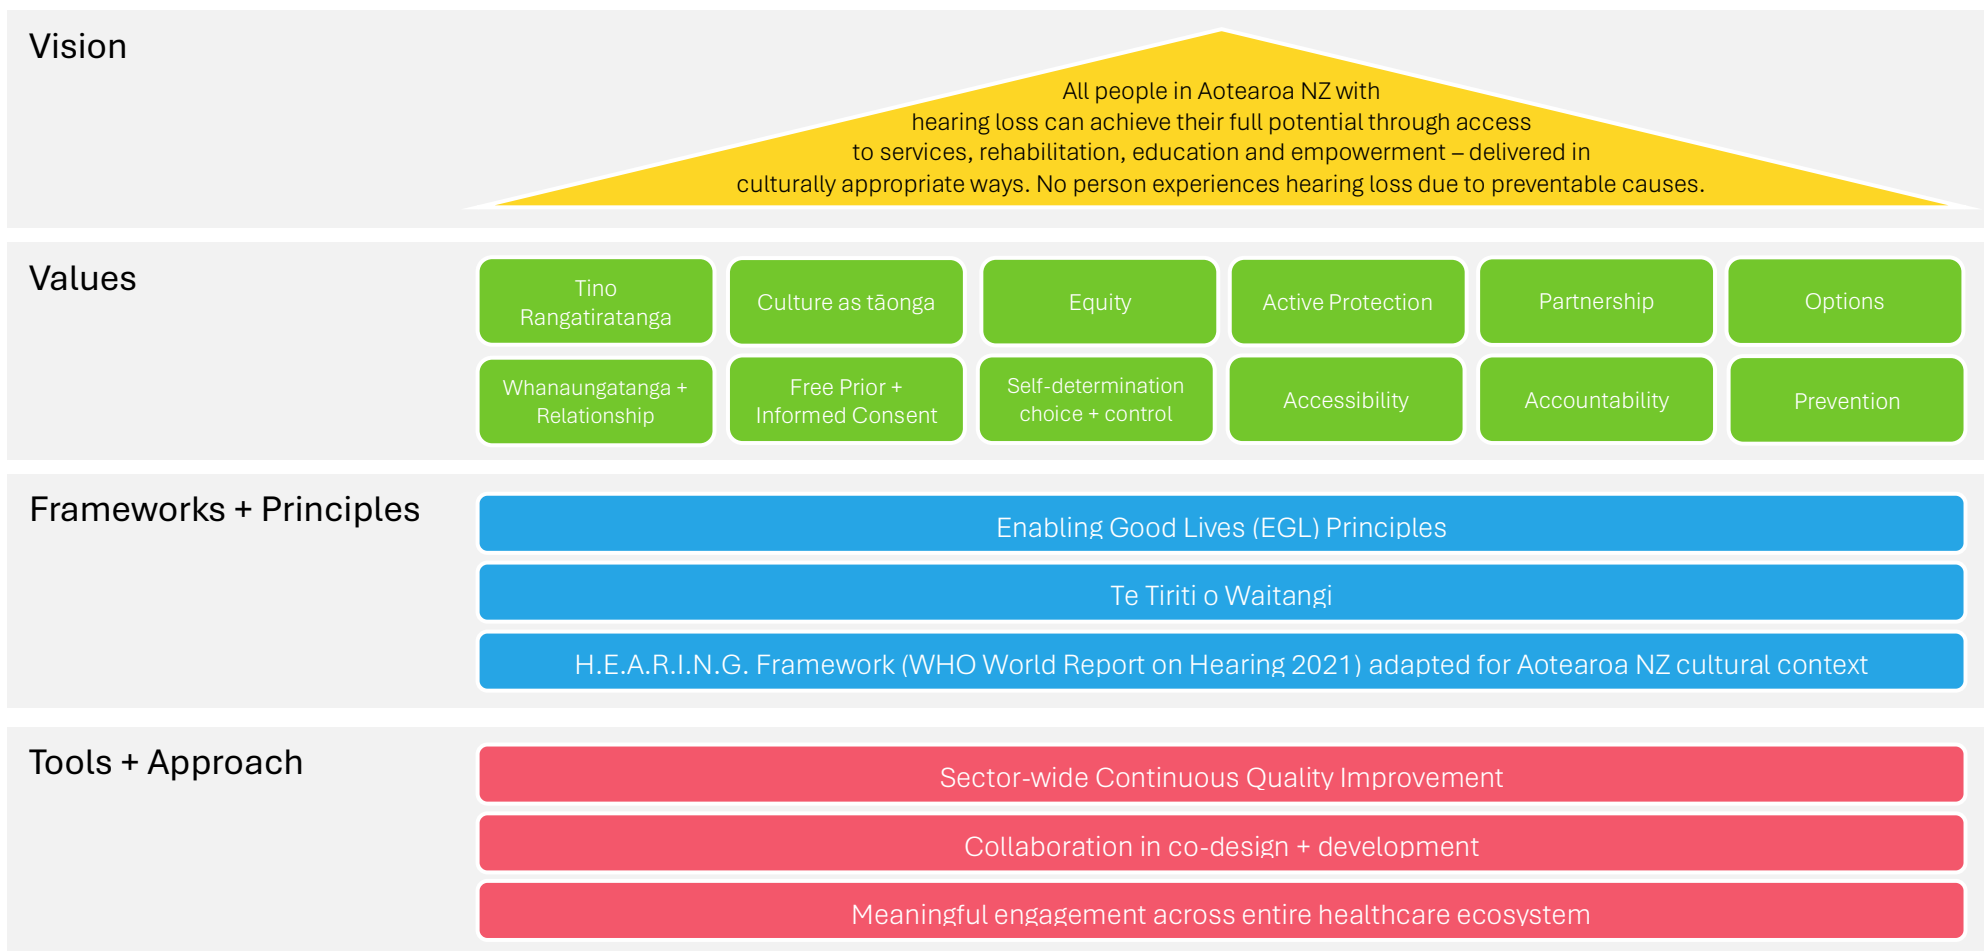 Vision
All people in Aotearoa NZ with
hearing loss can achieve their full potential through access
to services, rehabilitation, education and empowerment – delivered in
culturally appropriate ways. No person experiences hearing loss due to preventable causes.
Values
Tino
Rangatiratanga
Culture as tāonga
Equity
Active Protection
Partnership
Options
Whanaungatanga +
Relationship
Free Prior +
Informed Consent
Self-determination
choice + control
Accessibility
Accountability
Prevention
Frameworks + Principles
Enabling Good Lives (EGL) Principles
Te Tiriti o Waitangi
H.E.A.R.I.N.G. Framework (WHO World Report on Hearing 2021) adapted for Aotearoa NZ cultural context
Tools + Approach
Sector-wide Continuous Quality Improvement
Collaboration in co-design + development
Meaningful engagement across entire healthcare ecosystem